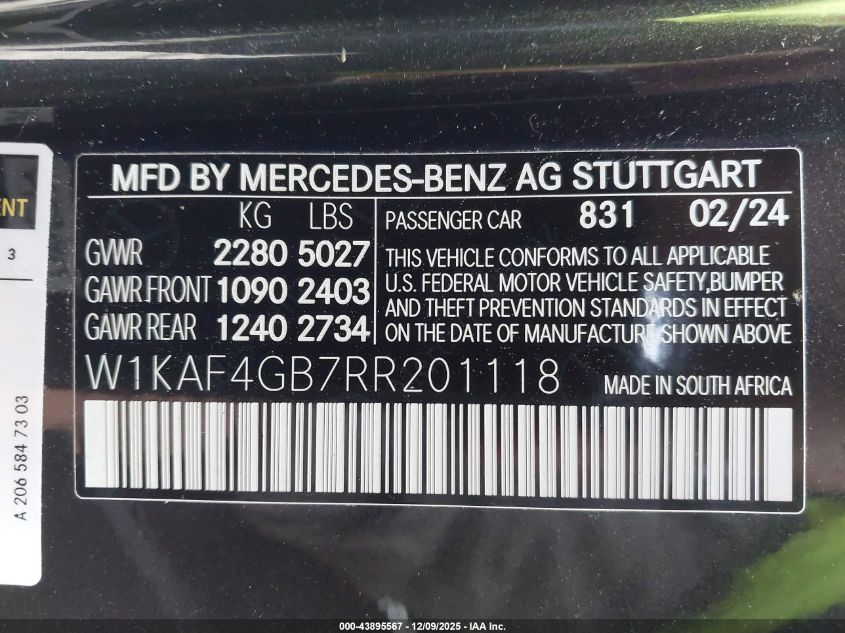 ENT
3
A 206 584 73 03
MFD BY MERCEDES-BENZ AG STUTTGART
KG LBS
GVWR 2280 5027
GAWR FRONT 1090 2403
GAWR REAR 1240 2734
PASSENGER CAR 831 02/24
THIS VEHICLE CONFORMS TO ALL APPLICABLE
U.S. FEDERAL MOTOR VEHICLE SAFETY,BUMPER
AND THEFT PREVENTION STANDARDS IN EFFECT
ON THE DATE OF MANUFACTURE SHOWN ABOVE
W1KAF4GB7RR201118 MADE IN SOUTH AFRICA
000-43895567 - 12/09/2025 - IAA Inc.